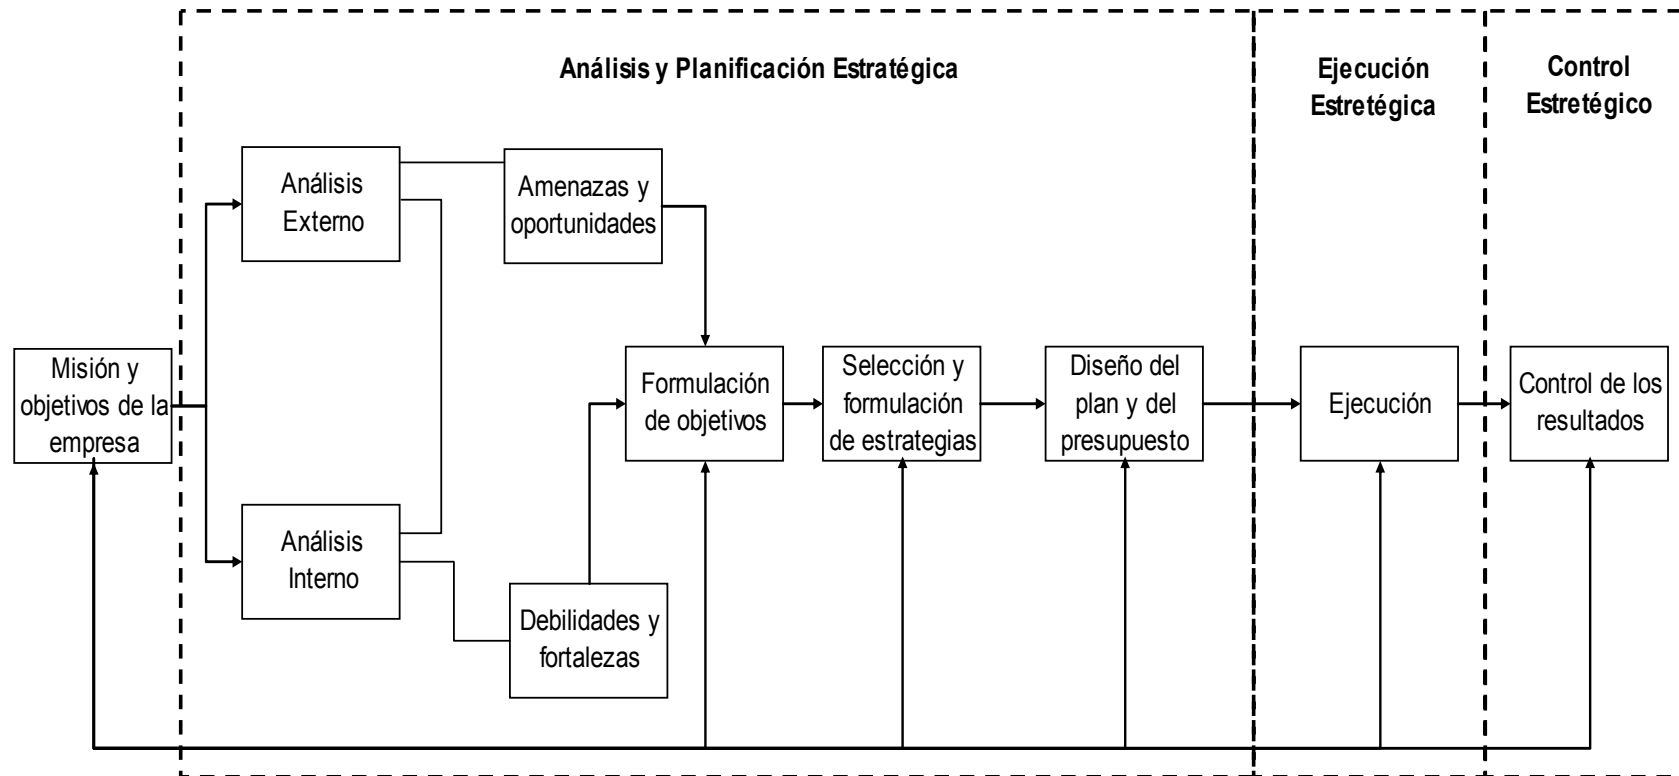 Análisis y Planificación Estratégica
Ejecución
Estretégica
Control
Estretégico
Análisis
Externo
Amenazas y
oportunidades
Misión y
objetivos de la
empresa
Formulación
de objetivos
Selección y
formulación
de estrategias
Diseño del
plan y del
presupuesto
Ejecución
Control de los
resultados
Análisis
Interno
Debilidades y
fortalezas